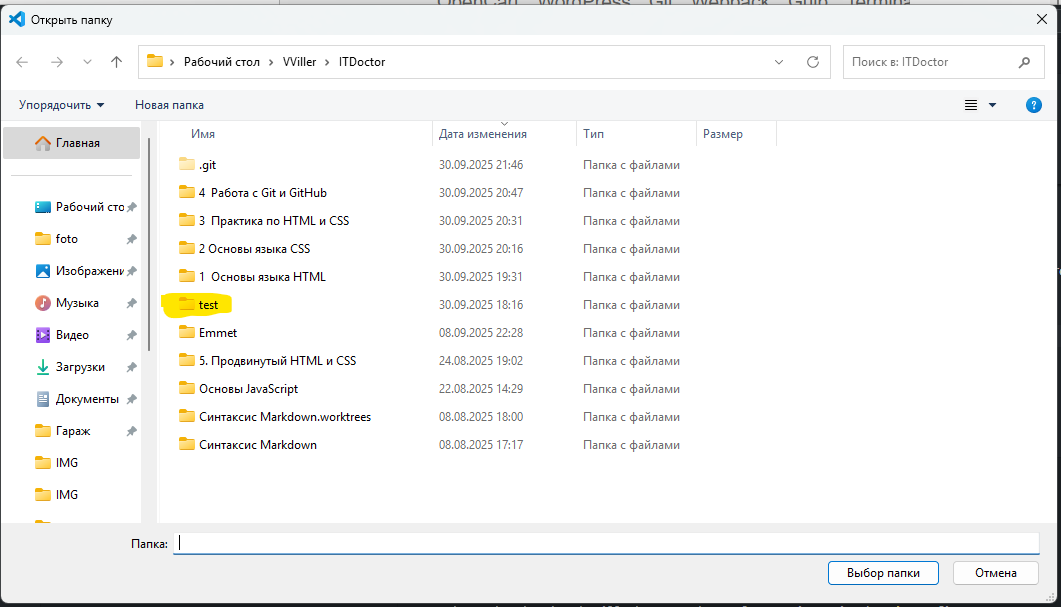 OpenCart WordPress Git Webpack Gulp Terminal
Открыть папку
Рабочий стол > VViller > ITDoctor
Поиск в: ITDoctor
Упорядочить
Новая папка
?
Имя
Дата изменения
Тип
Размер
Главная
Рабочий сто
foto
Изображени
Музыка
Видео
Загрузки
Документы
Гараж
IMG
IMG
.git 30.09.2025 21:46 Папка с файлами
4 Работа с Git и GitHub 30.09.2025 20:47 Папка с файлами
3 Практика по HTML и CSS 30.09.2025 20:31 Папка с файлами
2 Основы языка CSS 30.09.2025 20:16 Папка с файлами
1 Основы языка HTML 30.09.2025 19:31 Папка с файлами
test 30.09.2025 18:16 Папка с файлами
Emmet 08.09.2025 22:28 Папка с файлами
5. Продвинутый HTML и CSS 24.08.2025 19:02 Папка с файлами
Основы JavaScript 22.08.2025 14:29 Папка с файлами
Синтаксис Markdown.worktrees 08.08.2025 18:00 Папка с файлами
Синтаксис Markdown 08.08.2025 17:17 Папка с файлами
Папка:
Выбор папки
Отмена